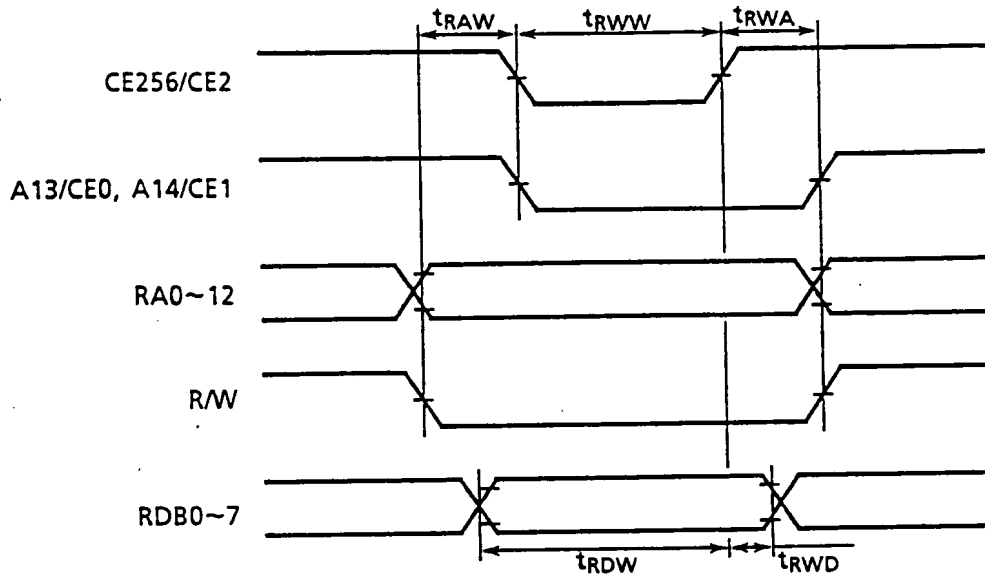 tRAW tRWW tRWA
CE256/CE2
A13/CE0, A14/CE1
RA0~12
R/W
RDB0~7
tRDW tRWD